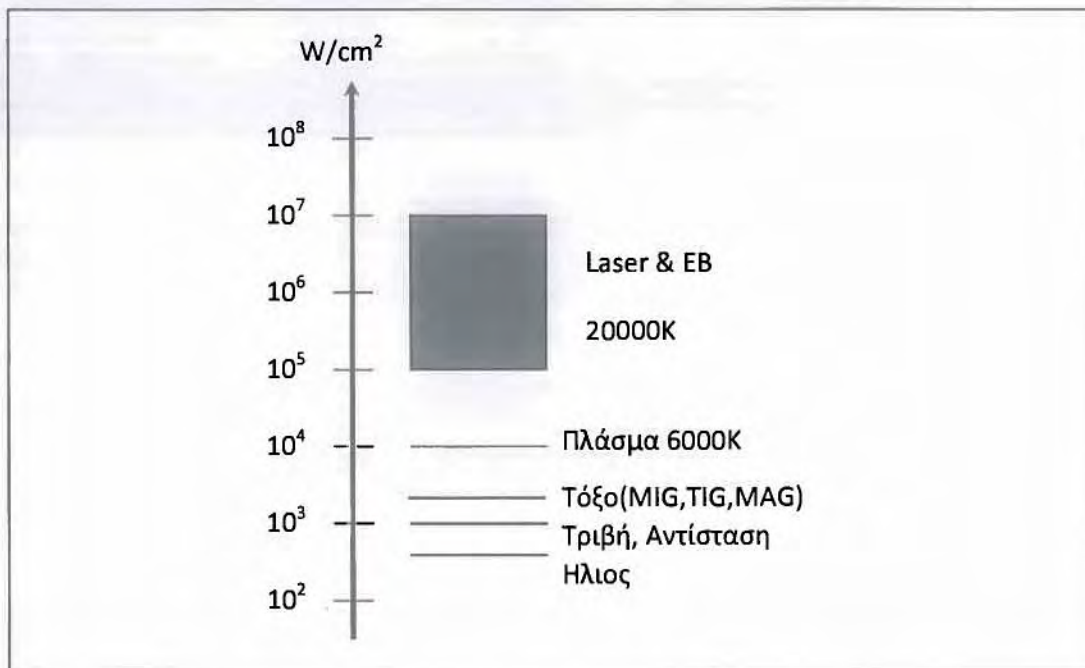 W/cm²
10⁸
10⁷
Laser & EB
10⁶
20000K
10⁵
10⁴
Πλάσμα 6000K
Τόξο(MIG,TIG,MAG)
10³
Τριβή, Αντίσταση
Ηλιος
10²